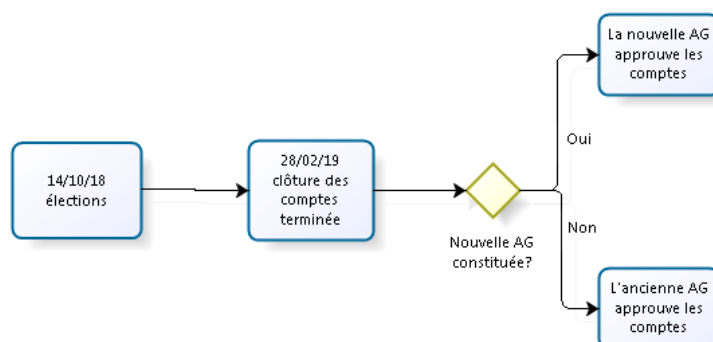 14/10/18
élections
28/02/19
clôture des
comptes
terminée
Nouvelle AG
constituée?
Oui
Non
La nouvelle AG
approuve les
comptes
L'ancienne AG
approuve les
comptes